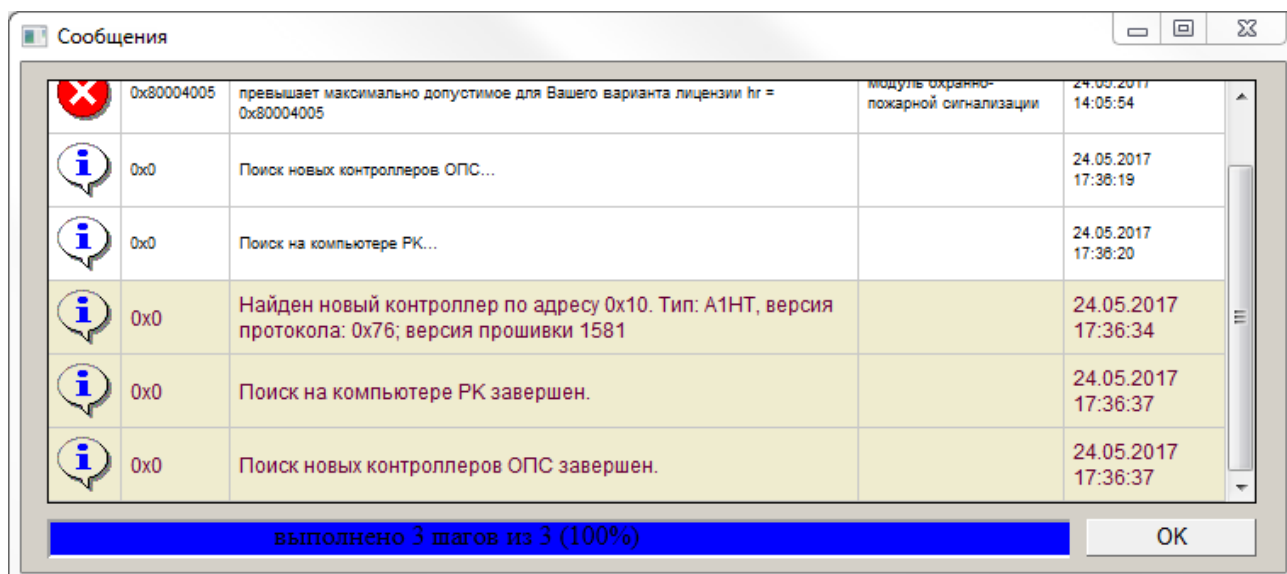 Сообщения
0x80004005
превышает максимально допустимое для Вашего варианта лицензии hr =
0x80004005
модуль охранно-
пожарной сигнализации
24.05.2017
14:05:54
0x0
Поиск новых контроллеров ОПС...
24.05.2017
17:36:19
0x0
Поиск на компьютере РК...
24.05.2017
17:36:20
0x0
Найден новый контроллер по адресу 0x10. Тип: А1НТ, версия
протокола: 0x76; версия прошивки 1581
24.05.2017
17:36:34
0x0
Поиск на компьютере РК завершен.
24.05.2017
17:36:37
0x0
Поиск новых контроллеров ОПС завершен.
24.05.2017
17:36:37
выполнено 3 шагов из 3 (100%)
OK